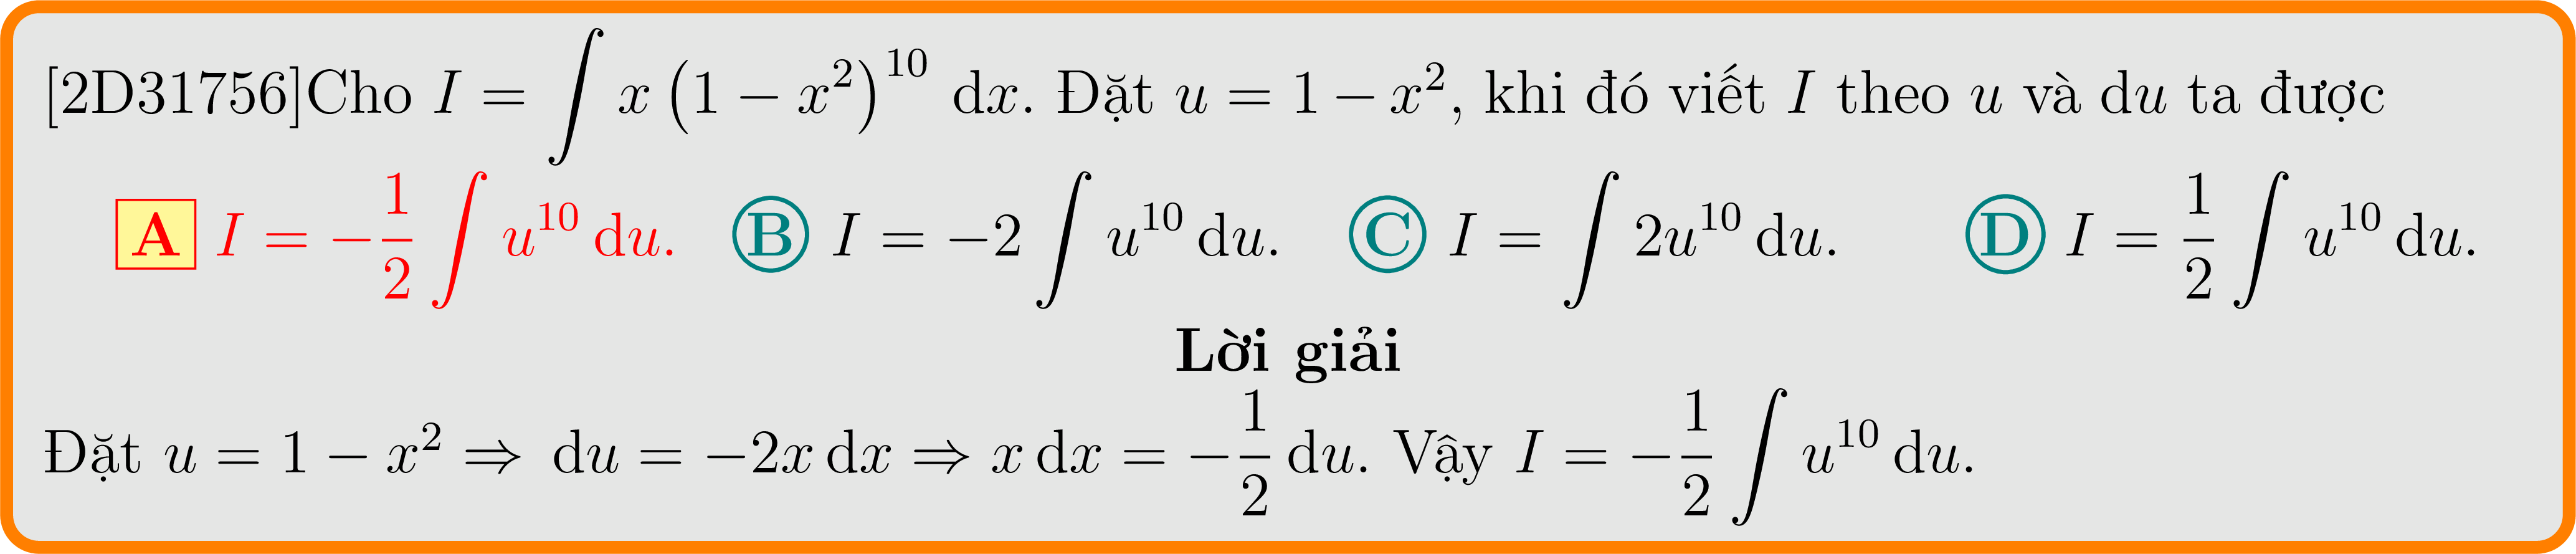 [2D31756]Cho $I = \int x\left(1 - x^2\right)^{10} \mathrm{d}x$. Đặt $u = 1 - x^2$, khi đó viết $I$ theo $u$ và $\mathrm{d}u$ ta được
A $I = -\frac{1}{2}\int u^{10}\,\mathrm{d}u.$ B $I = -2\int u^{10}\,\mathrm{d}u.$ C $I = \int 2u^{10}\,\mathrm{d}u.$ D $I = \frac{1}{2}\int u^{10}\,\mathrm{d}u.$
Lời giải
Đặt $u = 1 - x^2 \Rightarrow \mathrm{d}u = -2x\,\mathrm{d}x \Rightarrow x\,\mathrm{d}x = -\frac{1}{2}\,\mathrm{d}u$. Vậy $I = -\frac{1}{2}\int u^{10}\,\mathrm{d}u.$